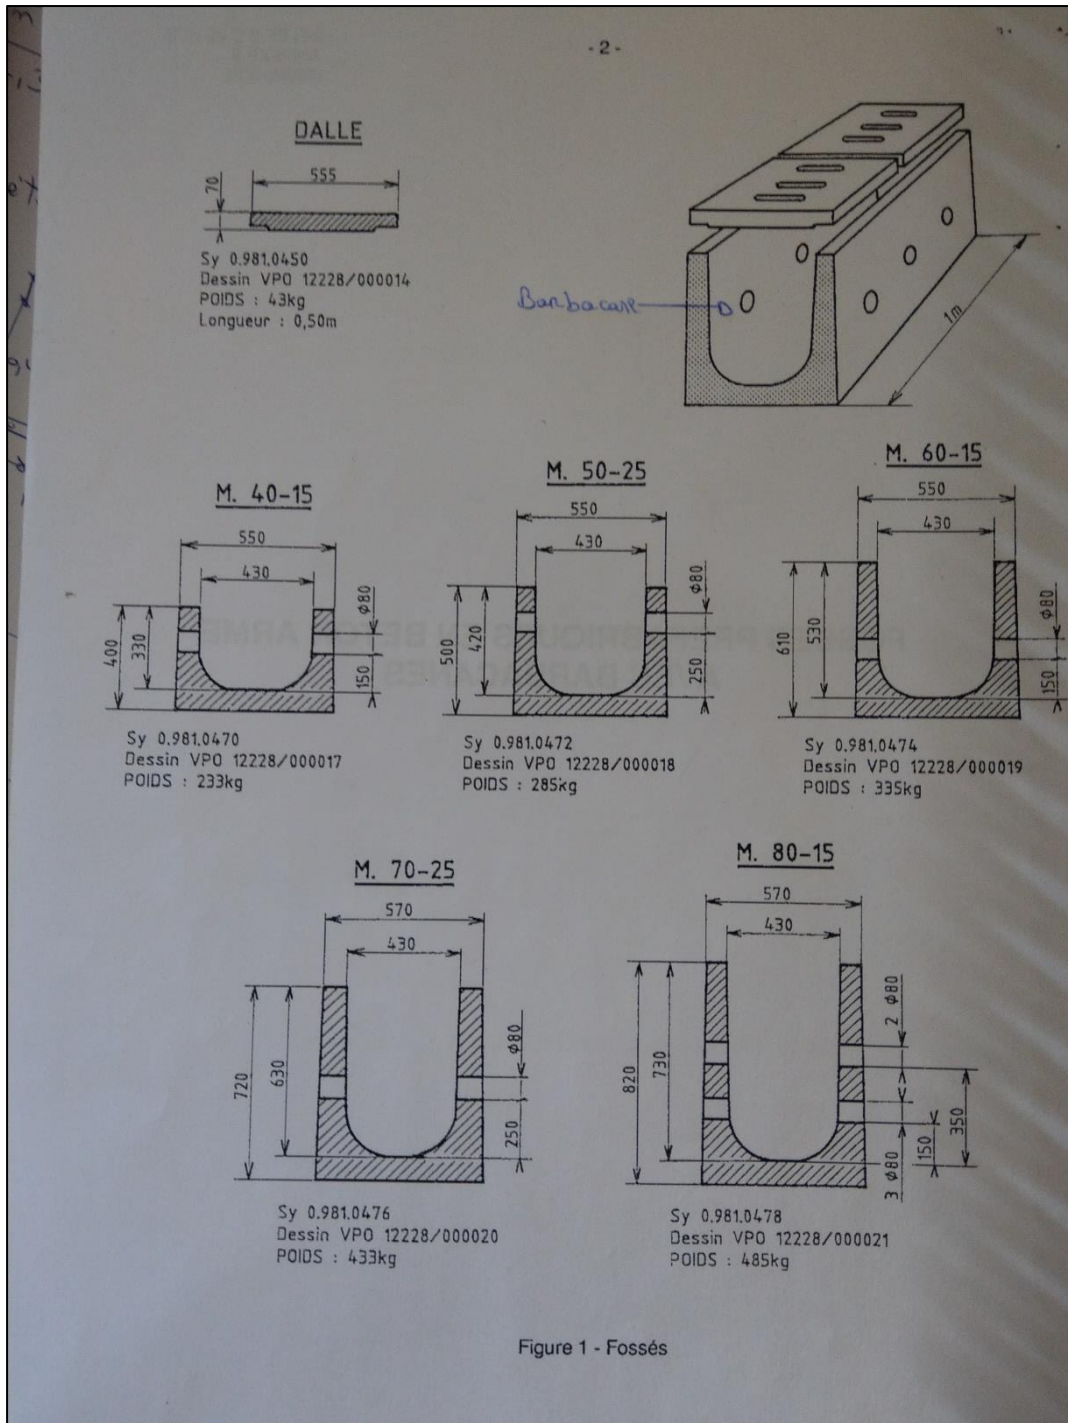 - 2 -
DALLE
555
70
Sy 0.981.0450
Dessin VPO 12228/000014
POIDS : 43kg
Longueur : 0,50m
Barbacane
1m
M. 40-15
550
430
Φ80
400
330
150
Sy 0.981.0470
Dessin VPO 12228/000017
POIDS : 233kg
M. 50-25
550
430
Φ80
500
420
250
Sy 0.981.0472
Dessin VPO 12228/000018
POIDS : 285kg
M. 60-15
550
430
Φ80
610
530
150
Sy 0.981.0474
Dessin VPO 12228/000019
POIDS : 335kg
M. 70-25
570
430
Φ80
720
630
250
Sy 0.981.0476
Dessin VPO 12228/000020
POIDS : 433kg
M. 80-15
570
430
2 Φ80
820
730
350
150
3 Φ80
Sy 0.981.0478
Dessin VPO 12228/000021
POIDS : 485kg
Figure 1 - Fossés